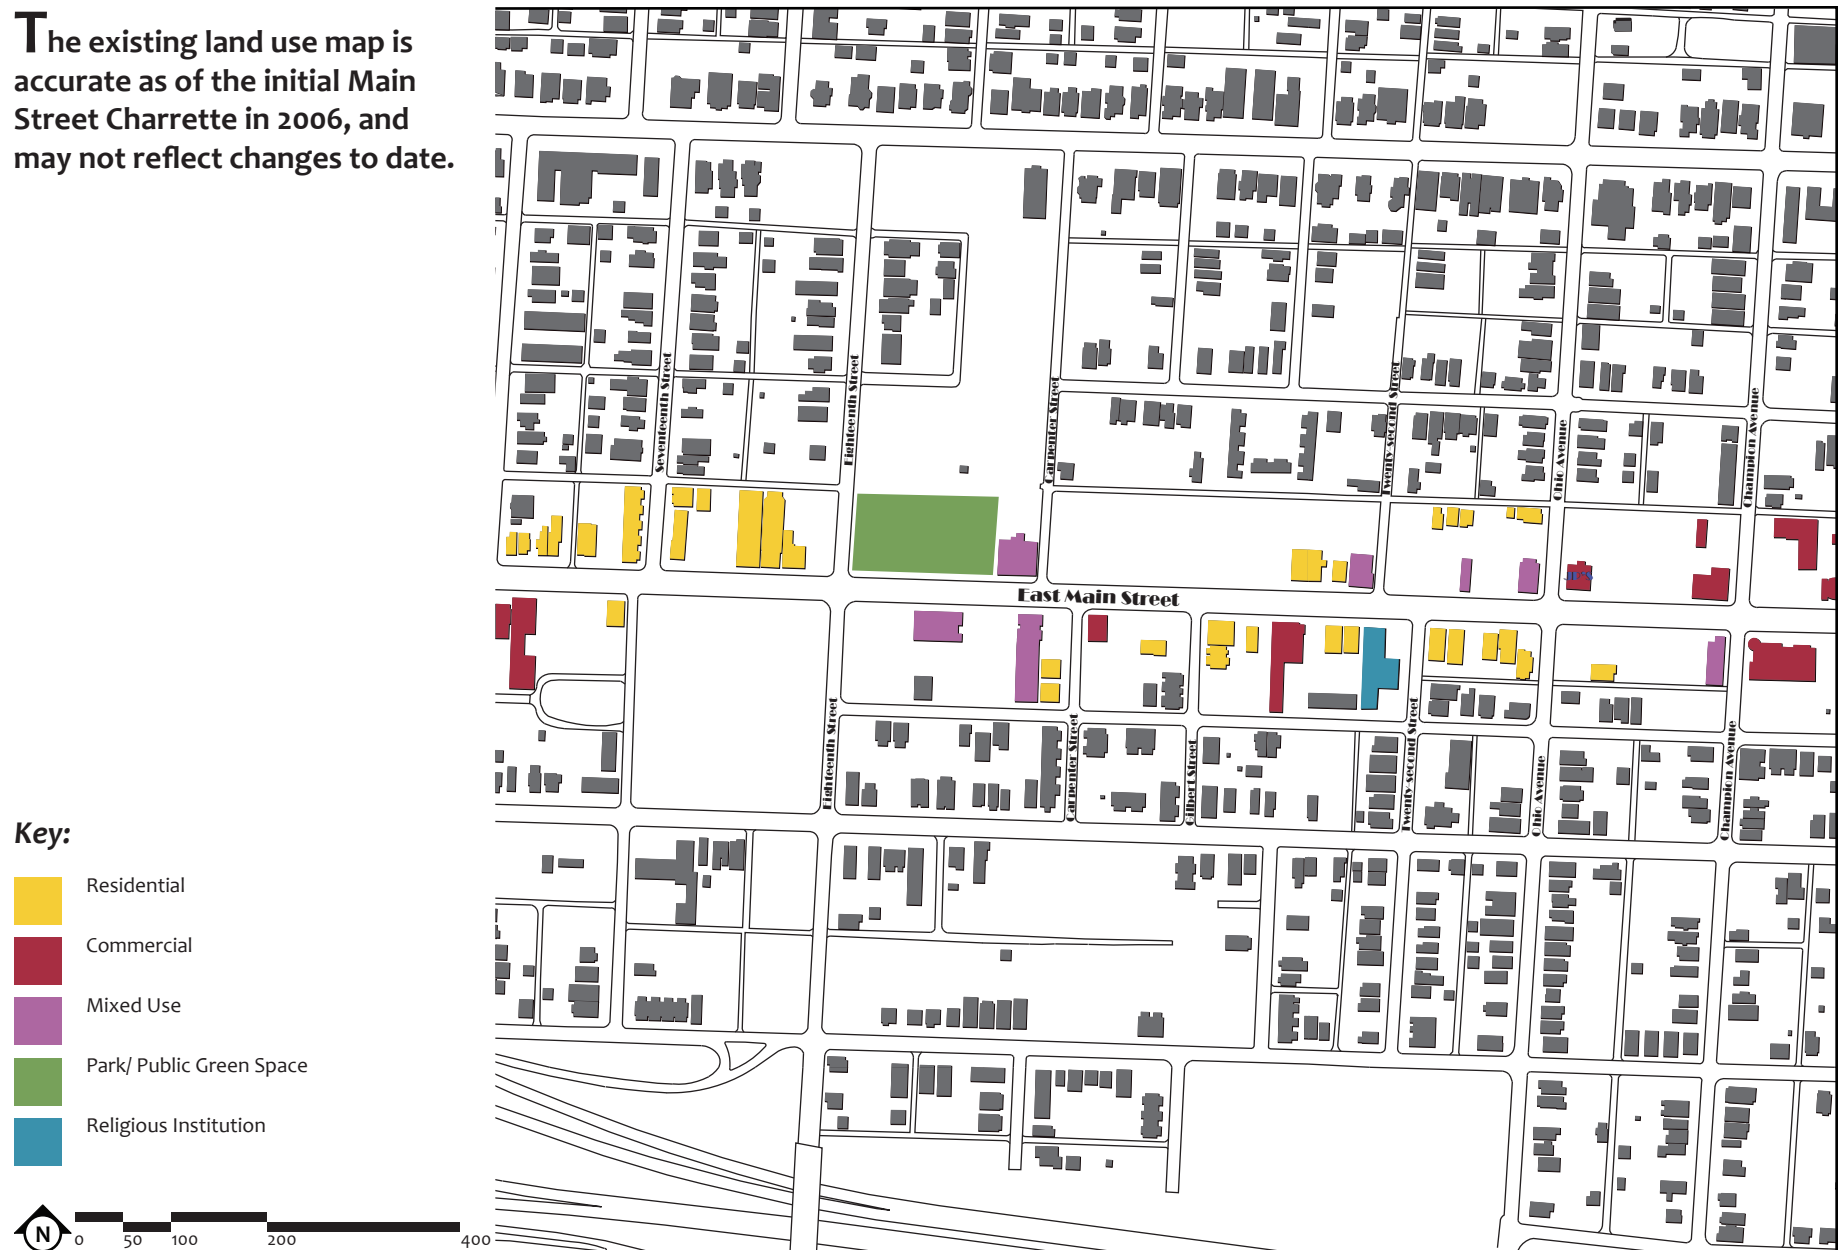 The existing land use map is
accurate as of the initial Main
Street Charrette in 2006, and
may not reflect changes to date.
Seventeenth Street
Eighteenth Street
Carpenter Street
Twenty-second Street
Ohio Avenue
Champion Avenue
JD'S
East Main Street
Eighteenth Street
Carpenter Street
Gilbert Street
Twenty-second Street
Ohio Avenue
Champion Avenue
Key:
Residential
Commercial
Mixed Use
Park/ Public Green Space
Religious Institution
N
0 50 100 200 400